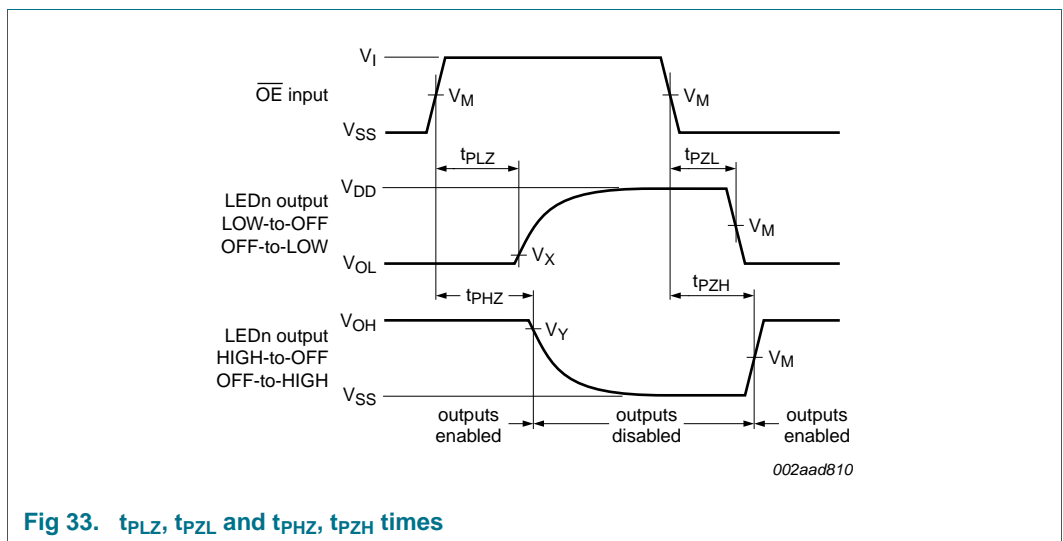 V_I
OE input
V_M
V_M
V_SS
t_PLZ
t_PZL
V_DD
LEDn output
LOW-to-OFF
OFF-to-LOW
V_M
V_X
V_OL
t_PHZ
t_PZH
V_OH
LEDn output
HIGH-to-OFF
OFF-to-HIGH
V_Y
V_M
V_SS
outputs
enabled
outputs
disabled
outputs
enabled
002aad810
Fig 33. t_PLZ, t_PZL and t_PHZ, t_PZH times